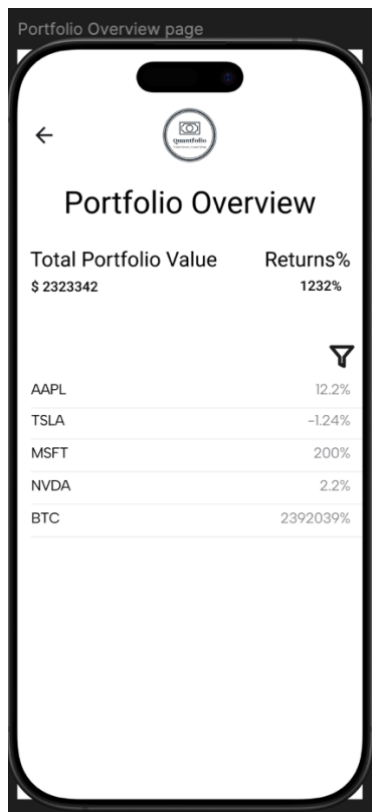 Portfolio Overview page
Quantfolio
Portfolio Overview
Total Portfolio Value Returns%
$ 2323342 1232%
AAPL 12.2%
TSLA -1.24%
MSFT 200%
NVDA 2.2%
BTC 2392039%